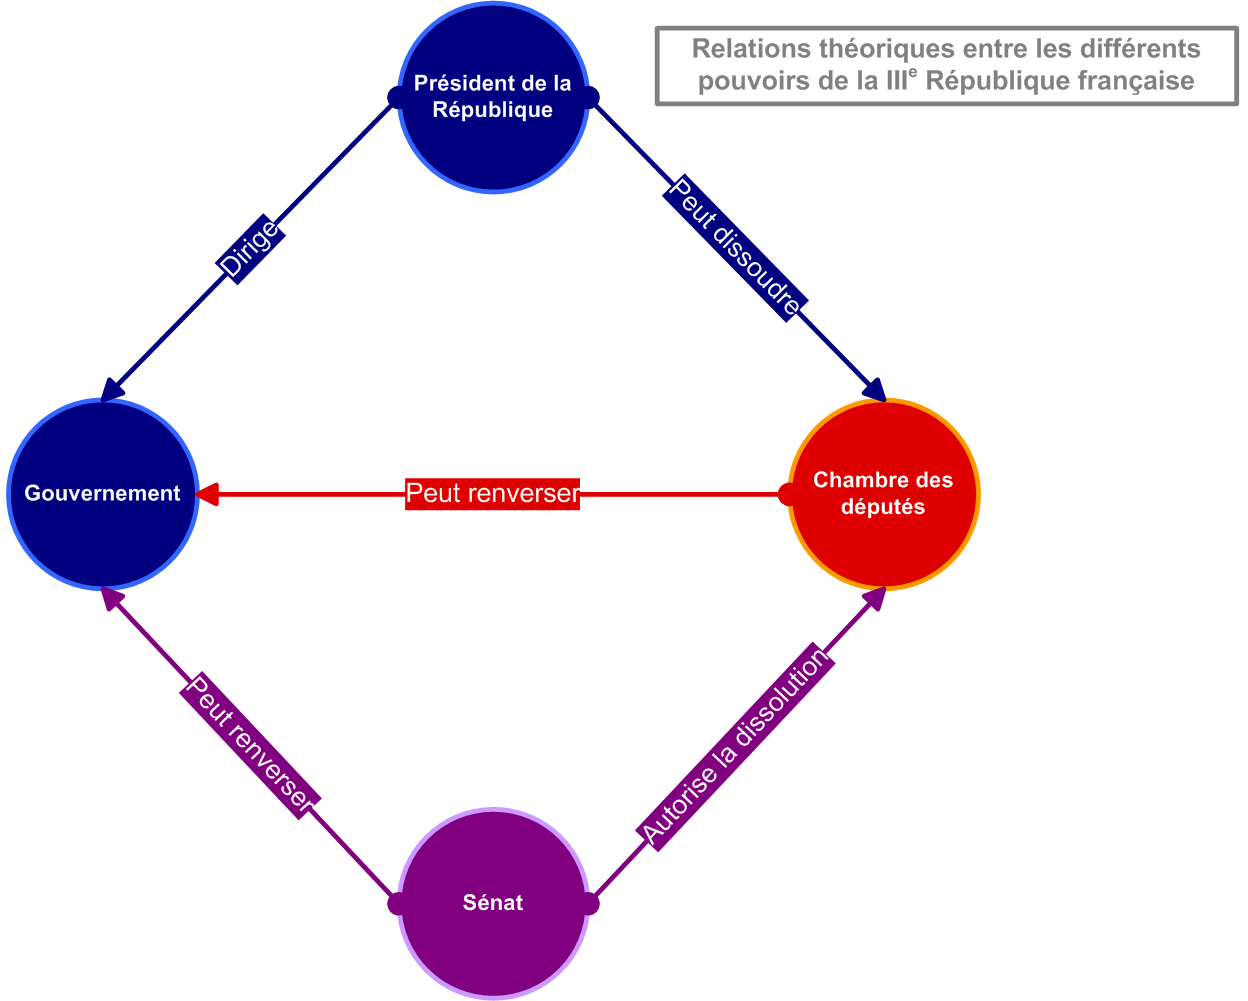 Relations théoriques entre les différents
pouvoirs de la IIIe République française
Président de la
République
Dirige
Peut dissoudre
Gouvernement
Peut renverser
Chambre des
députés
Peut renverser
Autorise la dissolution
Sénat